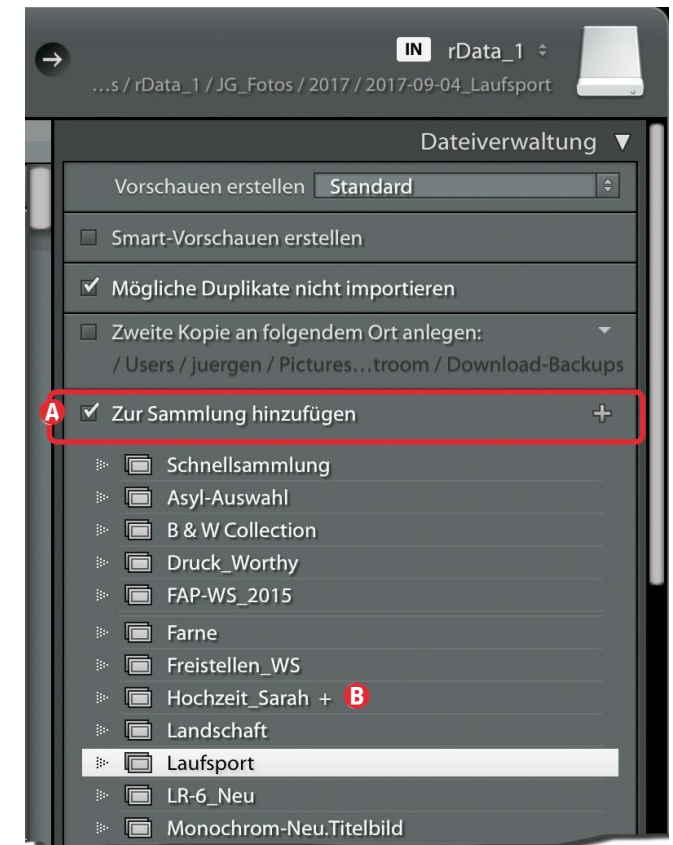 IN rData_1
…s / rData_1 / JG_Fotos / 2017 / 2017-09-04_Laufsport
Dateiverwaltung
Vorschauen erstellen Standard
Smart-Vorschauen erstellen
Mögliche Duplikate nicht importieren
Zweite Kopie an folgendem Ort anlegen:
/ Users / juergen / Pictures…troom / Download-Backups
A Zur Sammlung hinzufügen +
Schnellsammlung
Asyl-Auswahl
B & W Collection
Druck_Worthy
FAP-WS_2015
Farne
Freistellen_WS
Hochzeit_Sarah + B
Landschaft
Laufsport
LR-6_Neu
Monochrom-Neu.Titelbild